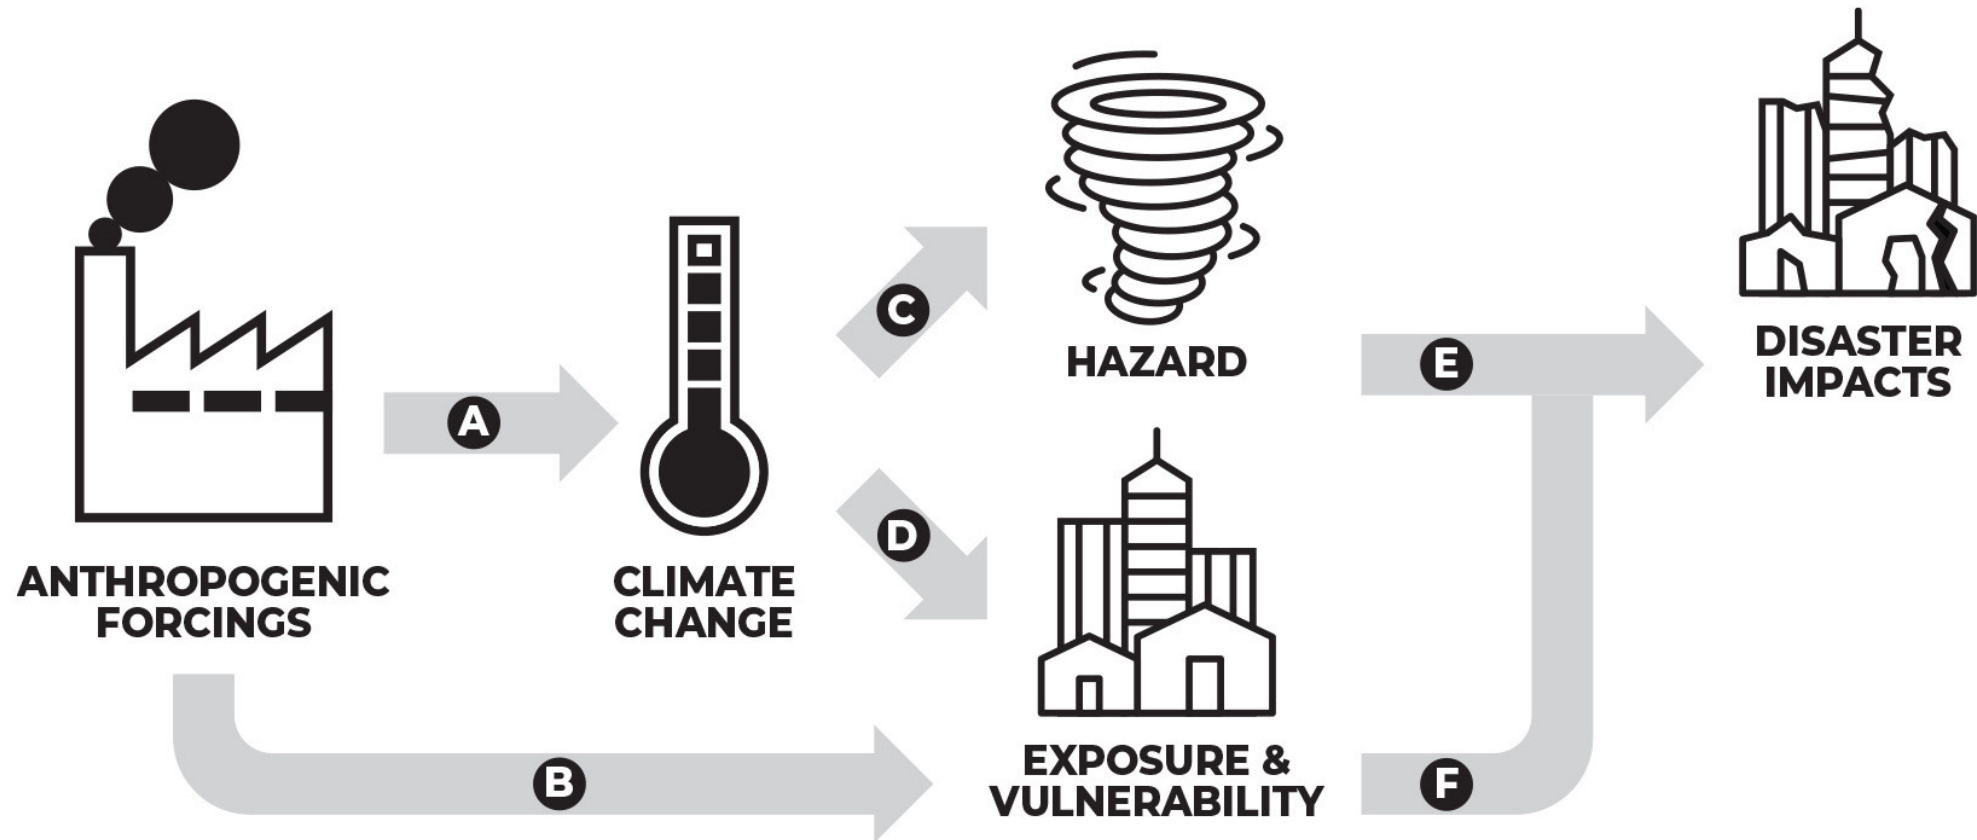 ANTHROPOGENIC
FORCINGS
A
B
CLIMATE
CHANGE
C
D
HAZARD
EXPOSURE &
VULNERABILITY
E
F
DISASTER
IMPACTS